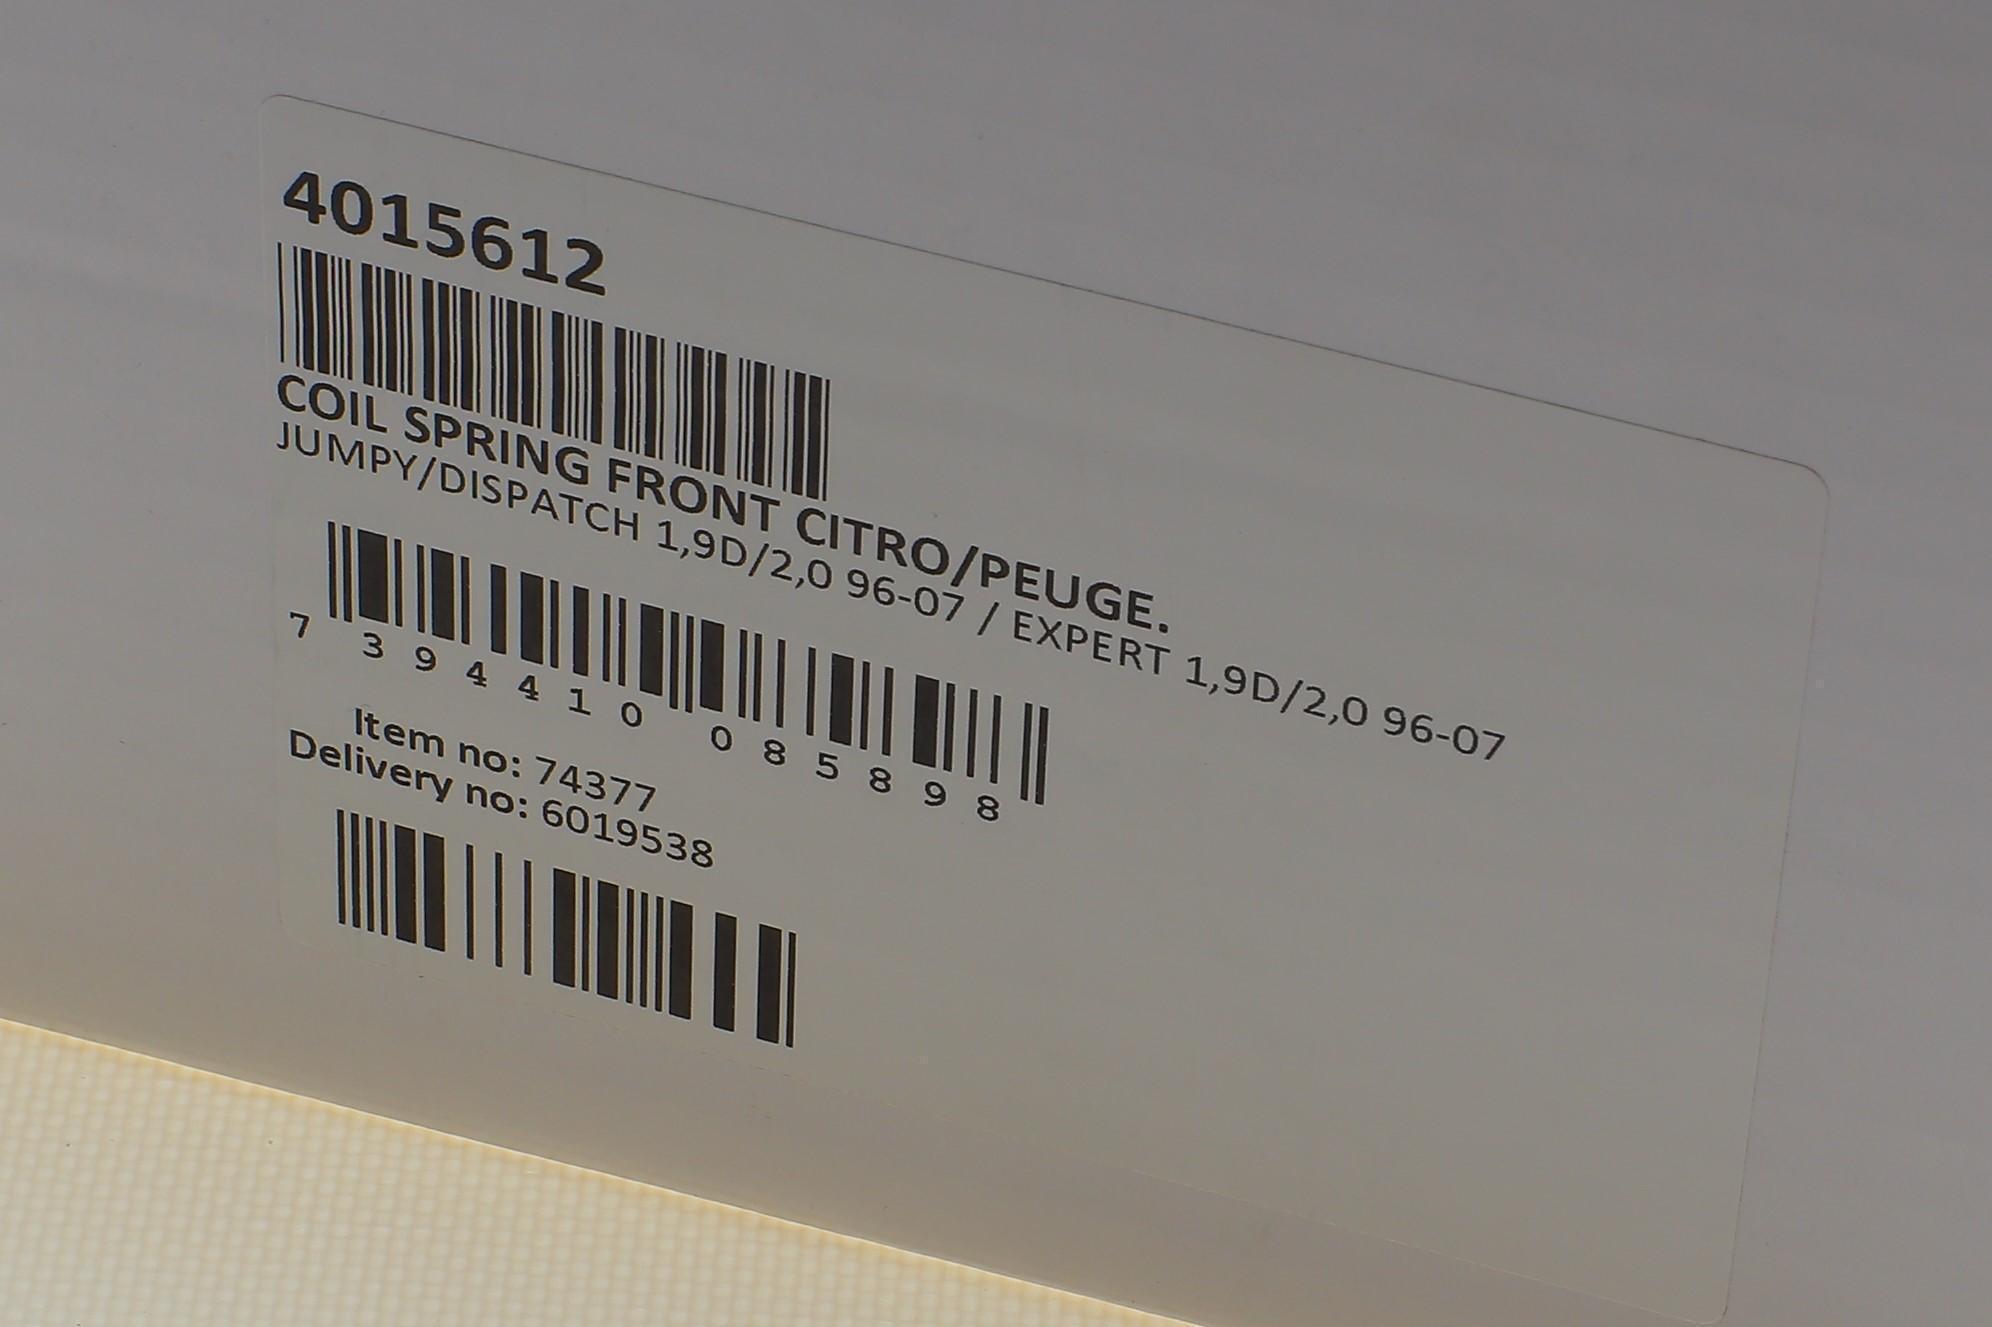 4015612
COIL SPRING FRONT CITRO/PEUGE.
JUMPY/DISPATCH 1,9D/2,0 96-07 / EXPERT 1,9D/2,0 96-07
7 394410 085898
Item no: 74377
Delivery no: 6019538